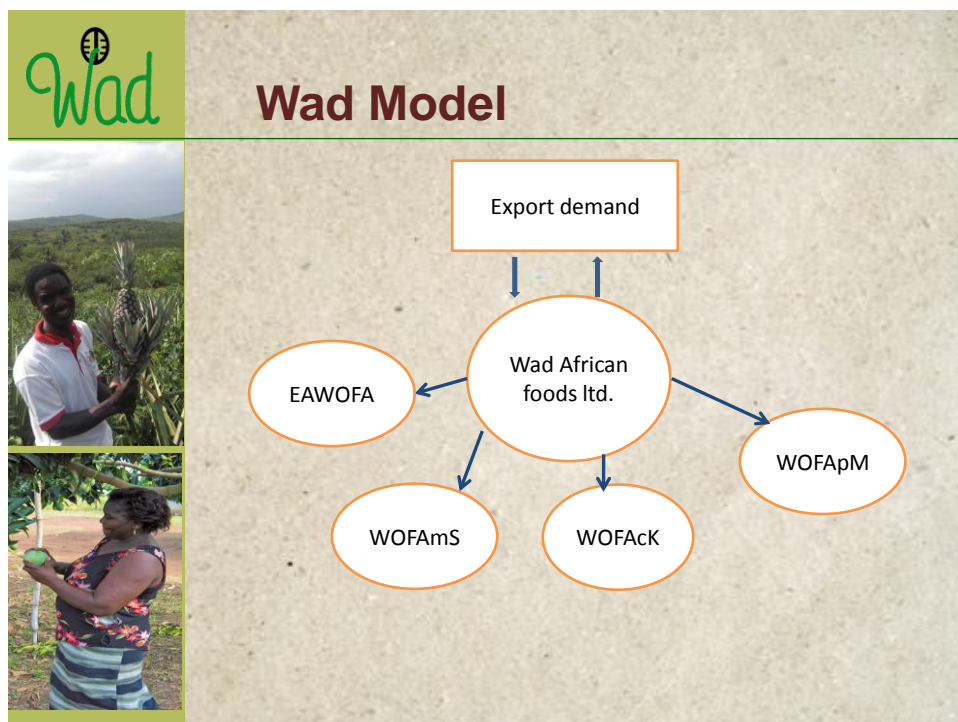 Wad
Wad Model
Export demand
Wad African
foods ltd.
EAWOFA
WOFApM
WOFAmS
WOFAcK